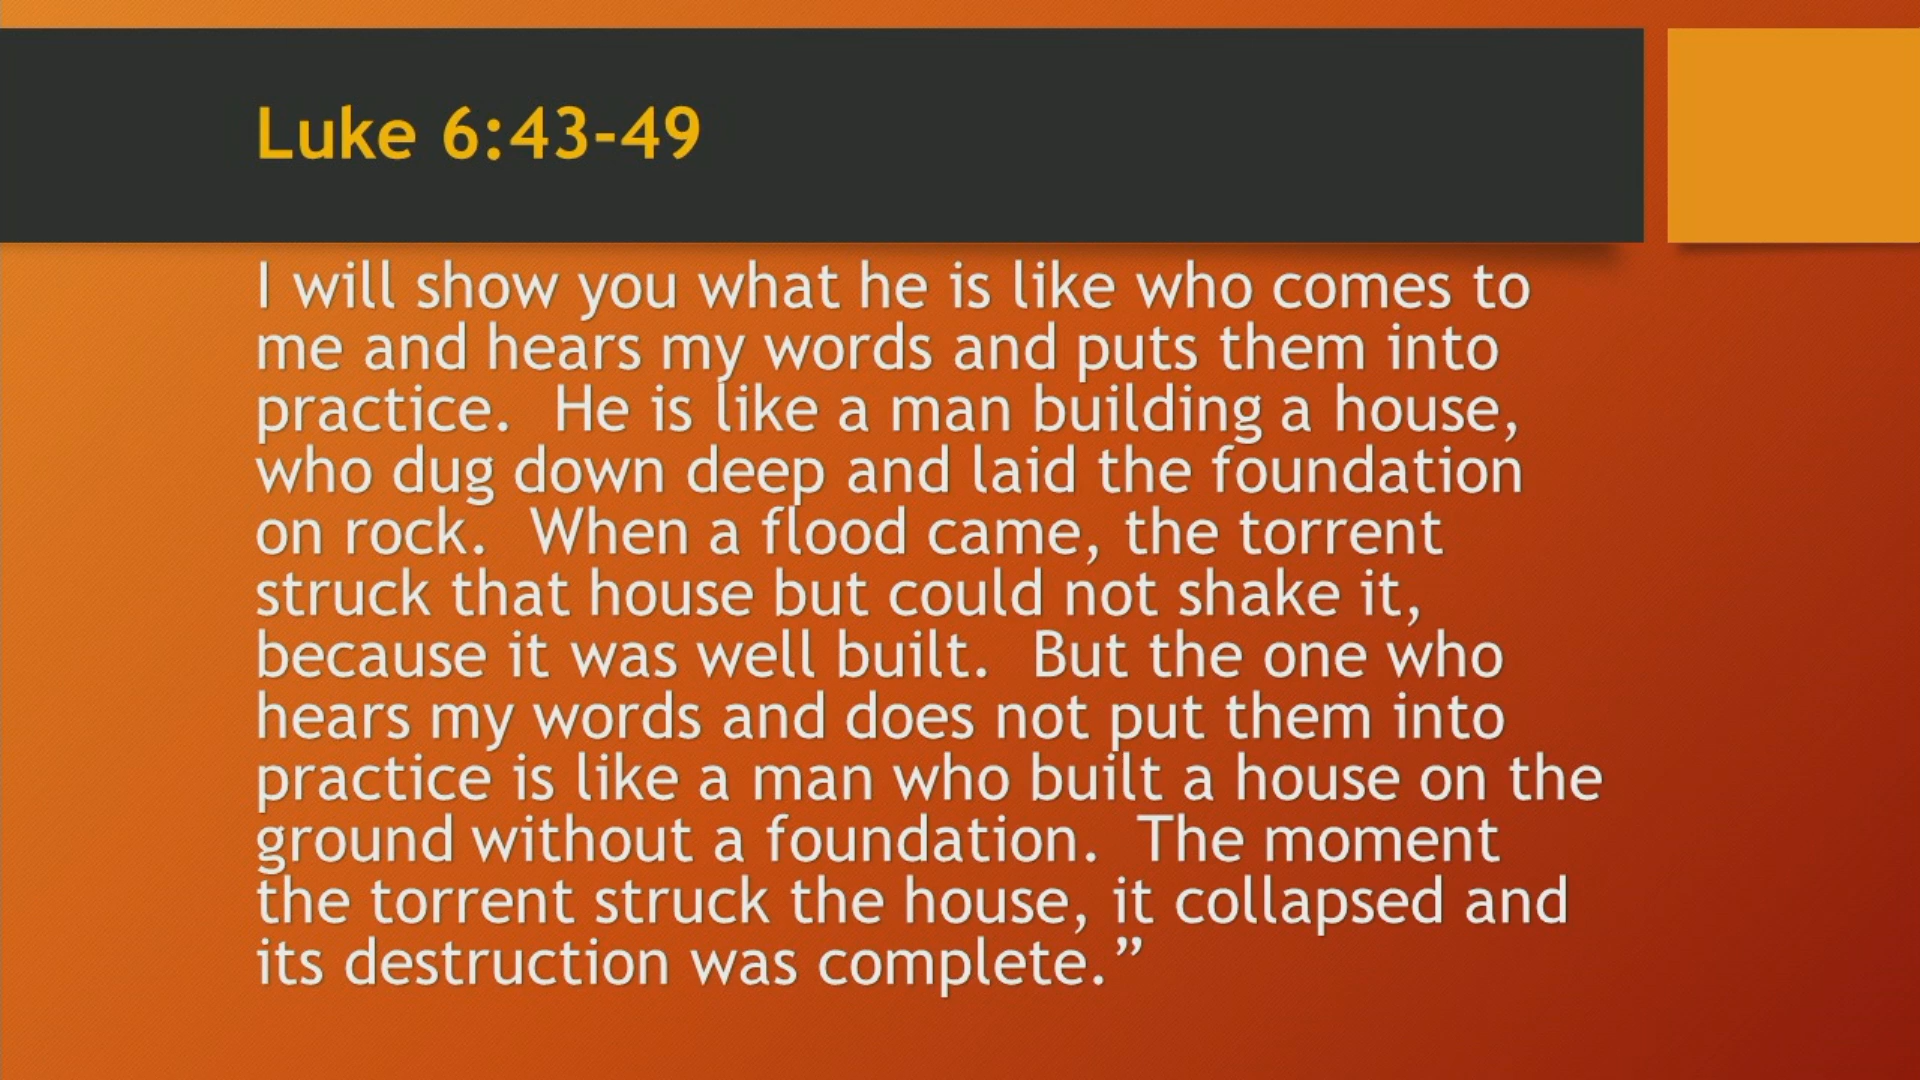 Luke 6:43-49
I will show you what he is like who comes to
me and hears my words and puts them into
practice.  He is like a man building a house,
who dug down deep and laid the foundation
on rock.  When a flood came, the torrent
struck that house but could not shake it,
because it was well built.  But the one who
hears my words and does not put them into
practice is like a man who built a house on the
ground without a foundation.  The moment
the torrent struck the house, it collapsed and
its destruction was complete.”